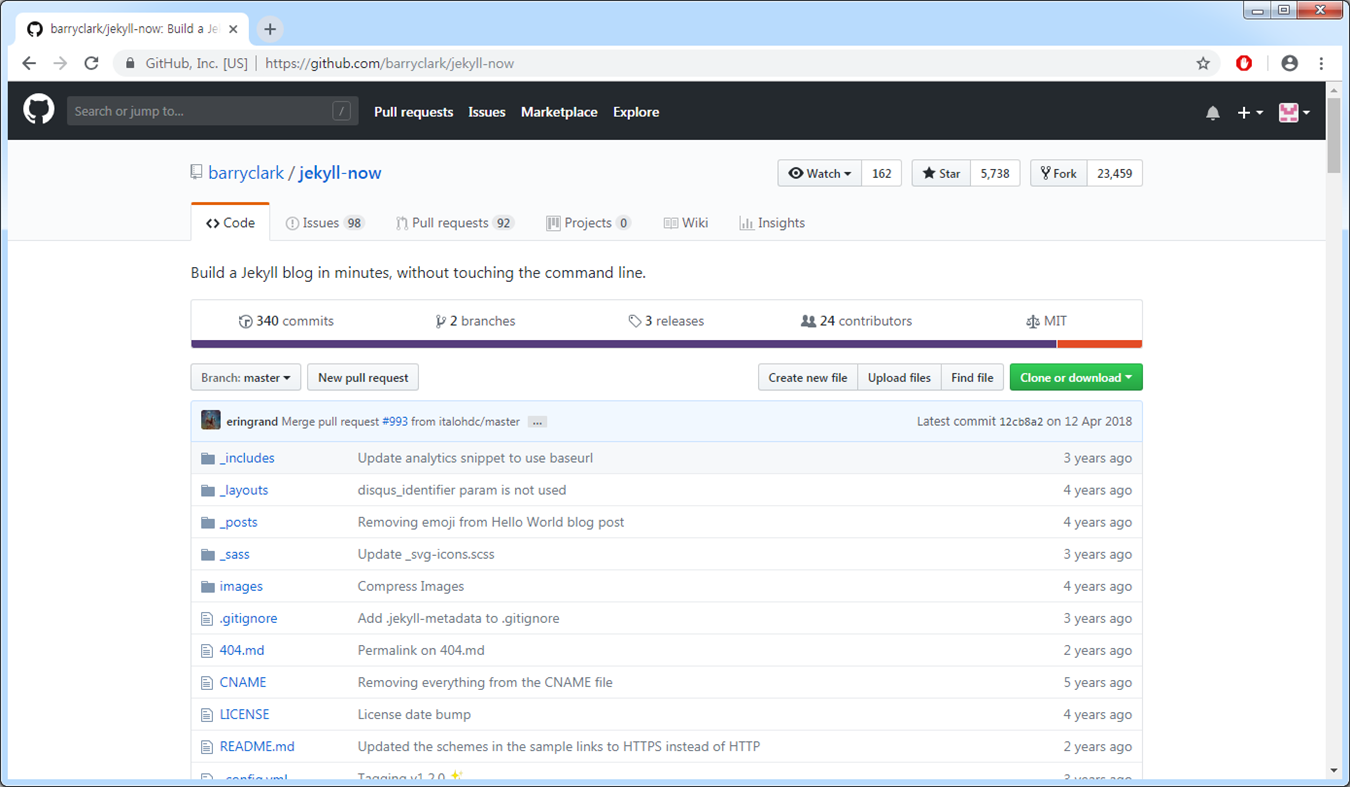 barryclark/jekyll-now: Build a Je
GitHub, Inc. [US] https://github.com/barryclark/jekyll-now
Search or jump to... / Pull requests Issues Marketplace Explore
barryclark / jekyll-now Watch 162 Star 5,738 Fork 23,459
Code Issues 98 Pull requests 92 Projects 0 Wiki Insights
Build a Jekyll blog in minutes, without touching the command line.
340 commits 2 branches 3 releases 24 contributors MIT
Branch: master New pull request Create new file Upload files Find file Clone or download
eringrand Merge pull request #993 from italohdc/master ... Latest commit 12cb8a2 on 12 Apr 2018
_includes Update analytics snippet to use baseurl 3 years ago
_layouts disqus_identifier param is not used 4 years ago
_posts Removing emoji from Hello World blog post 4 years ago
_sass Update _svg-icons.scss 3 years ago
images Compress Images 4 years ago
.gitignore Add .jekyll-metadata to .gitignore 3 years ago
404.md Permalink on 404.md 2 years ago
CNAME Removing everything from the CNAME file 5 years ago
LICENSE License date bump 4 years ago
README.md Updated the schemes in the sample links to HTTPS instead of HTTP 2 years ago
_config.yml Tagging v1.2.0 ✨ 3 years ago